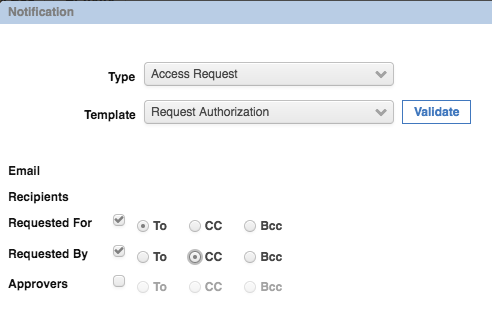 Notification
Type Access Request
Template Request Authorization Validate
Email
Recipients
Requested For To CC Bcc
Requested By To CC Bcc
Approvers To CC Bcc